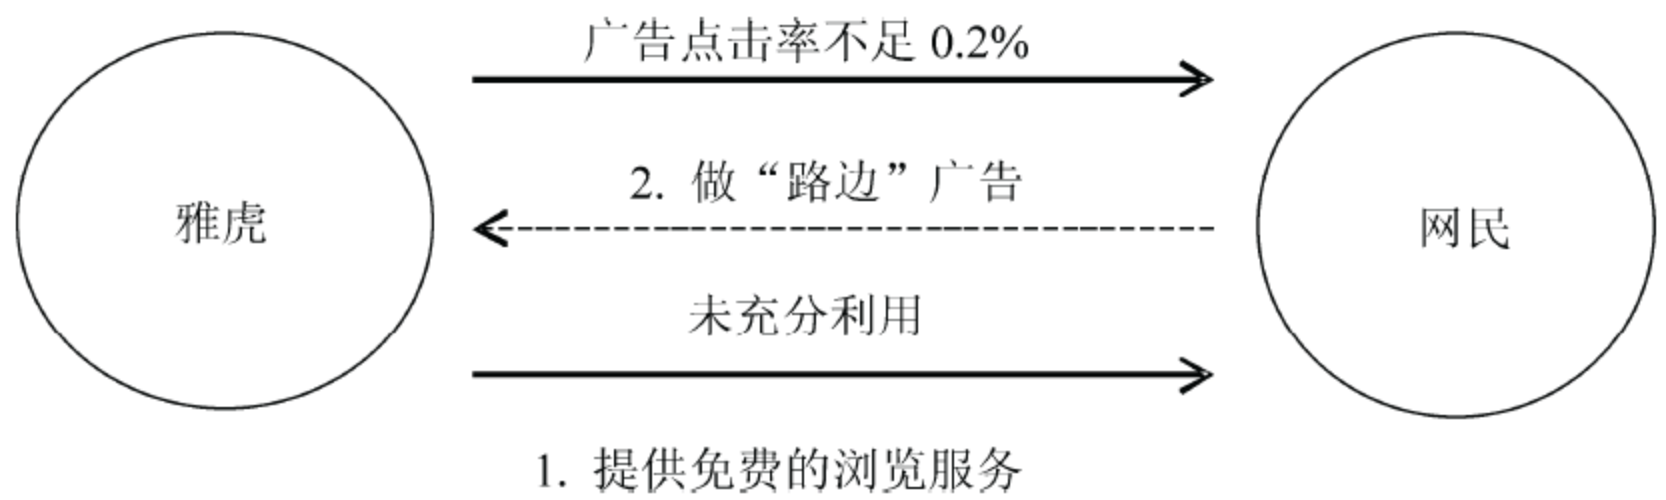 广告点击率不足 0.2%
2. 做“路边”广告
雅虎
网民
未充分利用
1. 提供免费的浏览服务